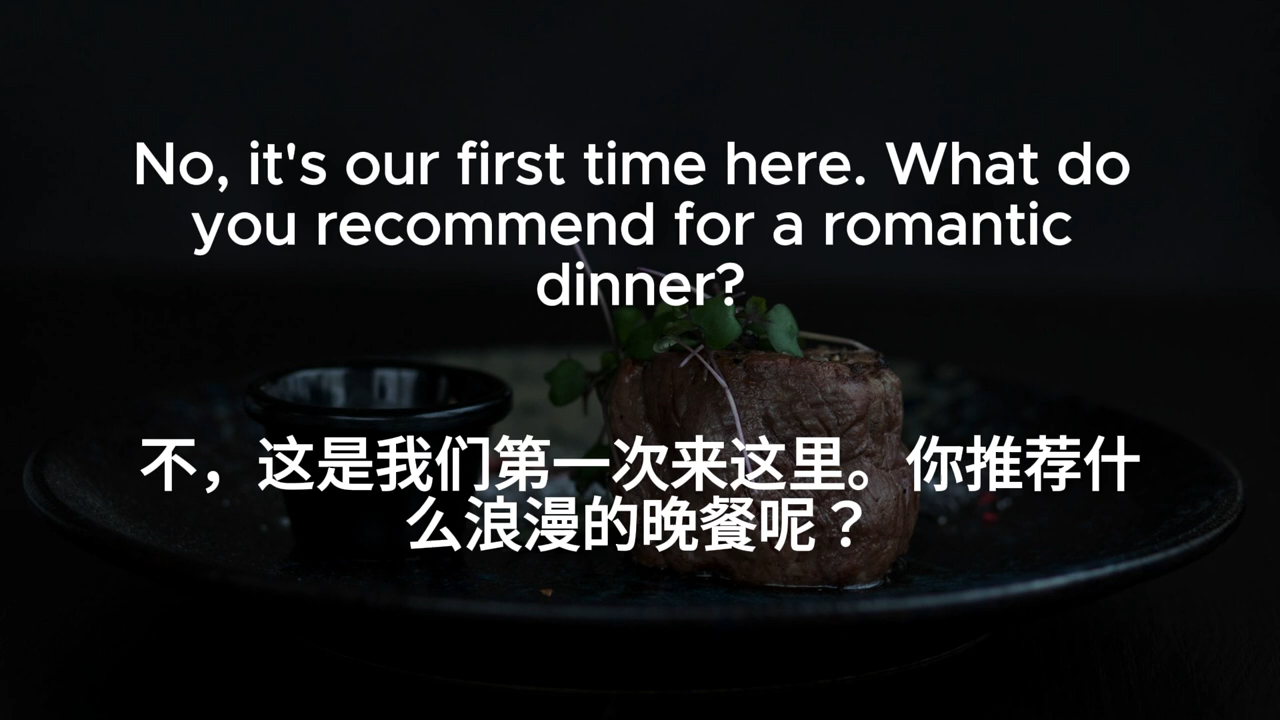 No, it's our first time here. What do
you recommend for a romantic
dinner?
不，这是我们第一次来这里。你推荐什
么浪漫的晚餐呢？